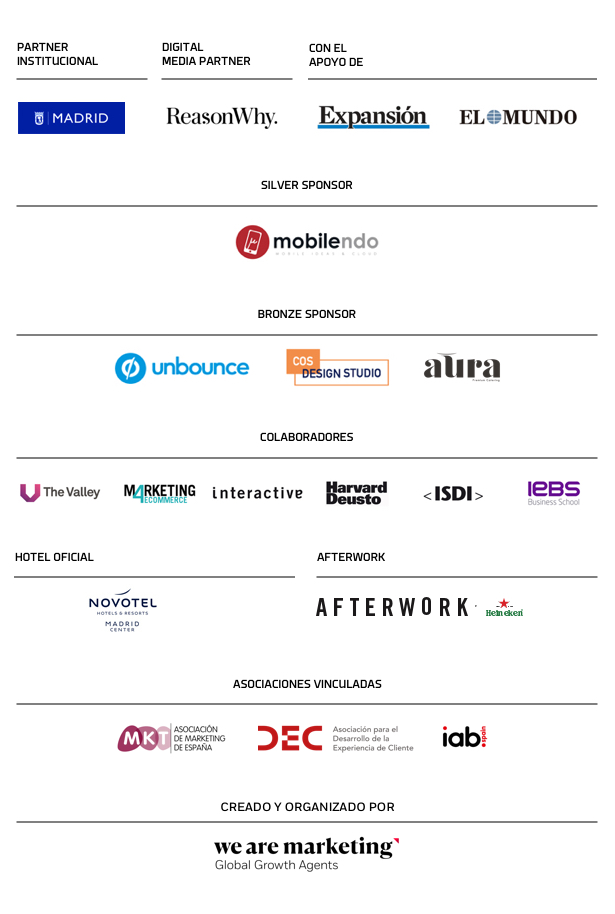 PARTNER
INSTITUCIONAL
DIGITAL
MEDIA PARTNER
CON EL
APOYO DE
MADRID
ReasonWhy.
Expansión
EL MUNDO
SILVER SPONSOR
mobilendo
BRONZE SPONSOR
unbounce
COS
DESIGN STUDIO
aura
COLABORADORES
The Valley
M4RKETING
ECOMMERCE
interactive
Harvard
Deusto
<ISDI>
IEBS
Business School
HOTEL OFICIAL
AFTERWORK
NOVOTEL
HOTELS & RESORTS
MADRID
CENTER
AFTERWORK
Heineken
ASOCIACIONES VINCULADAS
MKT
ASOCIACIÓN
DE MARKETING
DE ESPAÑA
DEC
Asociación para el
Desarrollo de la
Experiencia de Cliente
iab
spain
CREADO Y ORGANIZADO POR
we are marketing
Global Growth Agents